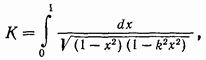 K = \int_0^1 \frac{dx}{\sqrt{(1-x^2)(1-k^2x^2)}},